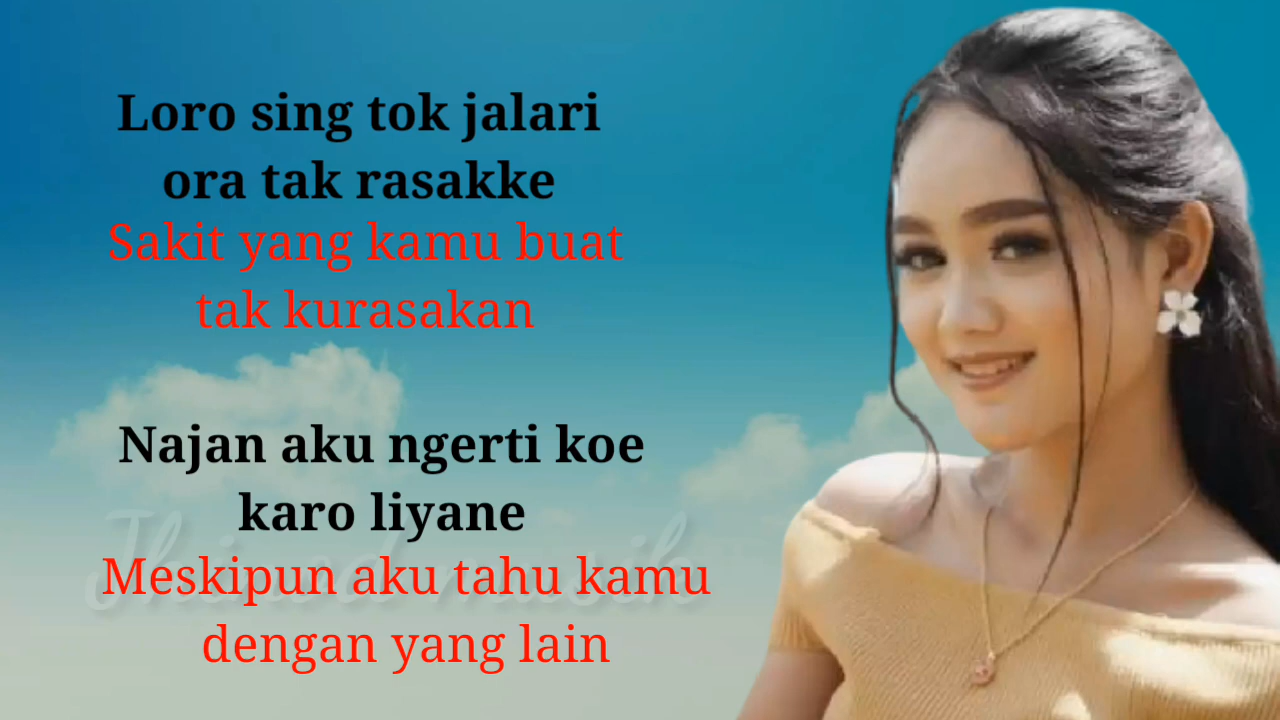 Loro sing tok jalari
ora tak rasakke
Sakit yang kamu buat
tak kurasakan
Najan aku ngerti koe
karo liyane
Meskipun aku tahu kamu
dengan yang lain